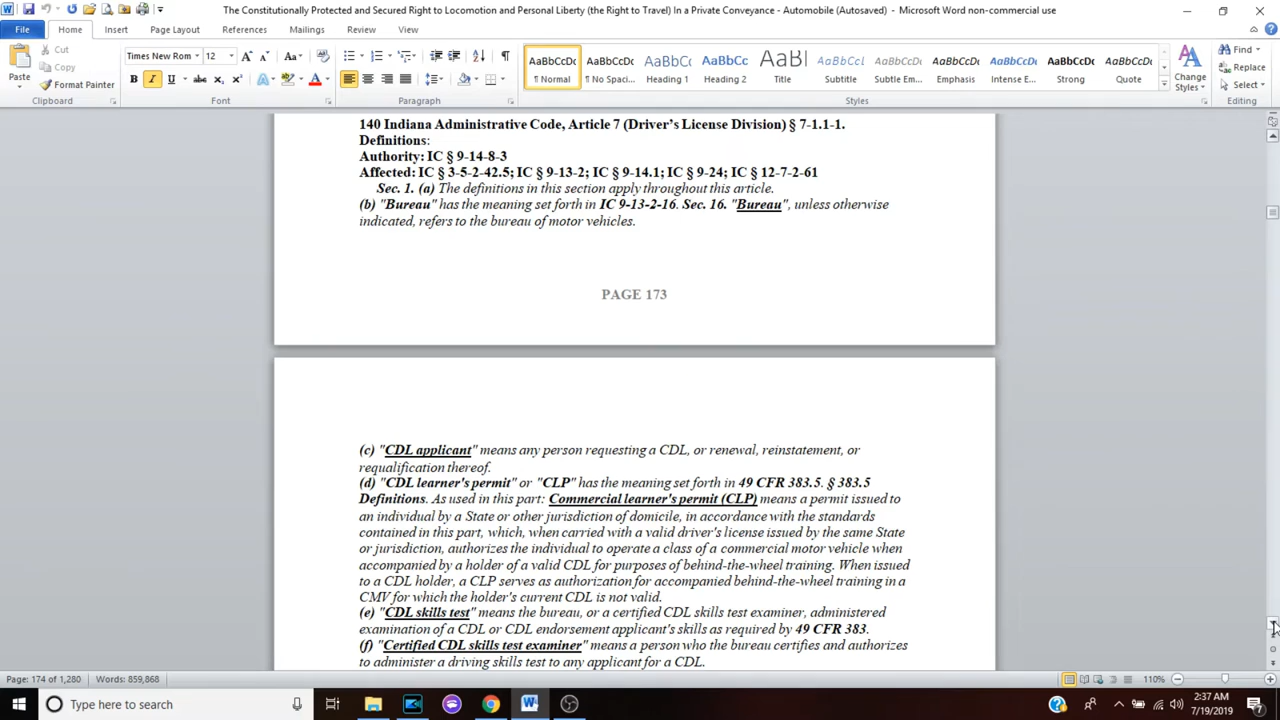 The Constitutionally Protected and Secured Right to Locomotion and Personal Liberty (the Right to Travel) In a Private Conveyance - Automobile (Autosaved) - Microsoft Word non-commercial use
File Home Insert Page Layout References Mailings Review View
Cut
Copy
Format Painter
Paste
Times New Rom 12
AaBbCcDc AaBbCcDc AaBbCc AaBbCc AaBl AaBbCcL AaBbCcDc AaBbCcDc AaBbCcDc AaBbCcDc AaBbCcDc
¶ Normal ¶ No Spaci... Heading 1 Heading 2 Title Subtitle Subtle Em... Emphasis Intense E... Strong Quote
Change Styles
Find
Replace
Select
Clipboard Font Paragraph Styles Editing
140 Indiana Administrative Code, Article 7 (Driver's License Division) § 7-1.1-1.
Definitions:
Authority: IC § 9-14-8-3
Affected: IC § 3-5-2-42.5; IC § 9-13-2; IC § 9-14.1; IC § 9-24; IC § 12-7-2-61
Sec. 1. (a) The definitions in this section apply throughout this article.
(b) "Bureau" has the meaning set forth in IC 9-13-2-16. Sec. 16. "Bureau", unless otherwise
indicated, refers to the bureau of motor vehicles.
PAGE 173
(c) "CDL applicant" means any person requesting a CDL, or renewal, reinstatement, or
requalification thereof.
(d) "CDL learner's permit" or "CLP" has the meaning set forth in 49 CFR 383.5. § 383.5
Definitions. As used in this part: Commercial learner's permit (CLP) means a permit issued to
an individual by a State or other jurisdiction of domicile, in accordance with the standards
contained in this part, which, when carried with a valid driver's license issued by the same State
or jurisdiction, authorizes the individual to operate a class of a commercial motor vehicle when
accompanied by a holder of a valid CDL for purposes of behind-the-wheel training. When issued
to a CDL holder, a CLP serves as authorization for accompanied behind-the-wheel training in a
CMV for which the holder's current CDL is not valid.
(e) "CDL skills test" means the bureau, or a certified CDL skills test examiner, administered
examination of a CDL or CDL endorsement applicant's skills as required by 49 CFR 383.
(f) "Certified CDL skills test examiner" means a person who the bureau certifies and authorizes
to administer a driving skills test to any applicant for a CDL.
Page: 174 of 1,280 Words: 859,868 110%
Type here to search
2:37 AM
7/19/2019